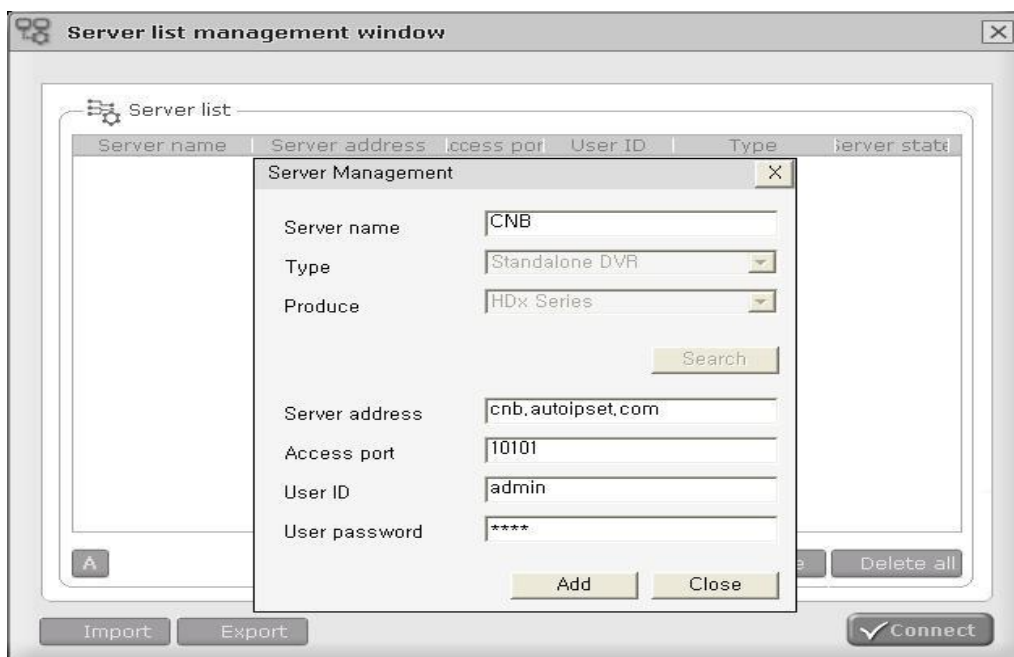 Server list management window
Server list
Server name Server address ccess por User ID Type Server state
Server Management
Server name CNB
Type Standalone DVR
Produce HDx Series
Search
Server address cnb.autoipset.com
Access port 10101
User ID admin
User password ****
A e Delete all
Add Close
Import Export Connect